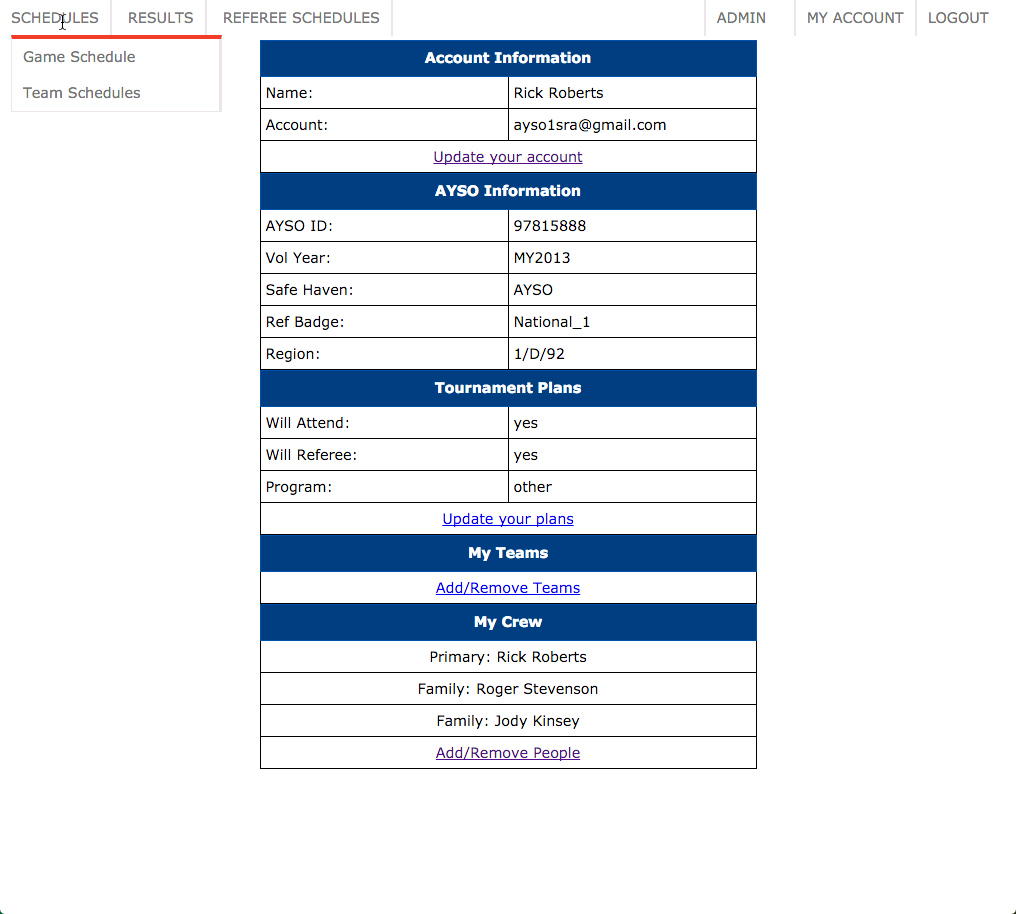 SCHEDULES RESULTS REFEREE SCHEDULES ADMIN MY ACCOUNT LOGOUT
Game Schedule
Team Schedules
Account Information
Name: Rick Roberts
Account: ayso1sra@gmail.com
Update your account
AYSO Information
AYSO ID: 97815888
Vol Year: MY2013
Safe Haven: AYSO
Ref Badge: National_1
Region: 1/D/92
Tournament Plans
Will Attend: yes
Will Referee: yes
Program: other
Update your plans
My Teams
Add/Remove Teams
My Crew
Primary: Rick Roberts
Family: Roger Stevenson
Family: Jody Kinsey
Add/Remove People